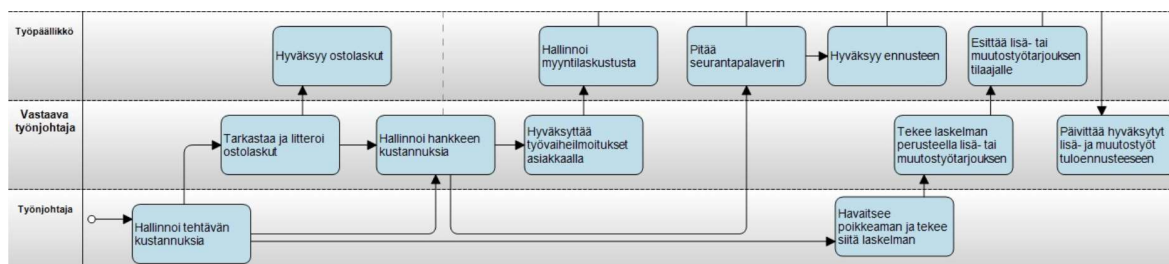 Työpäällikkö
Hyväksyy ostolaskut
Hallinnoi
myyntilaskustusta
Pitää
seurantapalaverin
Hyväksyy ennusteen
Esittää lisä- tai
muutostyötarjouksen
tilaajalle
Vastaava
työnjohtaja
Tarkastaa ja litteroi
ostolaskut
Hallinnoi hankkeen
kustannuksia
Hyväksyttää
työvaiheilmoitukset
asiakkaalla
Tekee laskelman
perusteella lisä- tai
muutostyötarjouksen
Päivittää hyväksytyt
lisä- ja muutostyöt
tuloennusteeseen
Työnjohtaja
Hallinnoi tehtävän
kustannuksia
Havaitsee
poikkeaman ja tekee
siitä laskelman